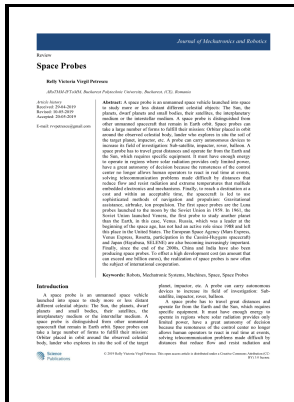 Journal of Mechatronics and Robotics
Review
Space Probes
Relly Victoria Virgil Petrescu
ARoTMM-IFToMM, Bucharest Polytechnic University, Bucharest, (CE), Romania
Article history
Received: 29-04-2019
Revised: 16-05-2019
Accepted: 24-05-2019
Abstract: A space probe is an unmanned space vehicle launched into space
to study more or less distant different celestial objects: The Sun, the
planets, dwarf planets and small bodies, their satellites, the interplanetary
medium or the interstellar medium. A space probe is distinguished from
other unmanned spacecraft that remain in Earth orbit. Space probes can
take a large number of forms to fulfill their mission: Orbiter placed in orbit
around the observed celestial body, lander who explores in situ the soil of the
target planet, impactor, etc. A probe can carry autonomous devices to
increase its field of investigation: Sub-satellite, impactor, rover, balloon. A
space probe has to travel great distances and operate far from the Earth and
the Sun, which requires specific equipment. It must have enough energy
to operate in regions where solar radiation provides only limited power,
have a great autonomy of decision because the remoteness of the control
center no longer allows human operators to react in real time at events,
solving telecommunication problems made difficult by distances that
reduce flow and resist radiation and extreme temperatures that mishandle
embedded electronics and mechanisms. Finally, to reach a destination at a
cost and within an acceptable time, the spacecraft is led to use
sophisticated methods of navigation and propulsion: Gravitational
assistance, airbrake, ion propulsion. The first space probes are the Luna
probes launched to the moon by the Soviet Union in 1959. In 1961, the
Soviet Union launched Venera, the first probe to study another planet
than the Earth, in this case, Venus. Russia, which was a leader at the
beginning of the space age, has not had an active role since 1988 and left
this place to the United States. The European Space Agency (Mars Express,
Venus Express, Rosetta, participation in the Cassini-Huygens spacecraft)
and Japan (Hayabusa, SELENE) are also becoming increasingly important.
Finally, since the end of the 2000s, China and India have also been
producing space probes. To offset a high development cost (an amount that
can exceed one billion euros), the realization of space probes is now often
the subject of international cooperation.
Keywords: Robots, Mechatronic Systems, Machines, Space, Space Probes
Introduction
A space probe is an unmanned space vehicle
launched into space to study more or less distant
different celestial objects: The Sun, the planets, dwarf
planets and small bodies, their satellites, the
interplanetary medium or the interstellar medium. A
space probe is distinguished from other unmanned
spacecraft that remain in Earth orbit. Space probes can
take a large number of forms to fulfill their mission:
Orbiter placed in orbit around the observed celestial
body, lander who explores in situ the soil of the target
planet, impactor, etc. A probe can carry autonomous
devices to increase its field of investigation: Sub-
satellite, impactor, rover, balloon.
A space probe has to travel great distances and
operate far from the Earth and the Sun, which requires
specific equipment. It must have enough energy to
operate in regions where solar radiation provides only
limited power, have a great autonomy of decision
because the remoteness of the control center no longer
allows human operators to react in real time at events,
solving telecommunication problems made difficult by
distances that reduce flow and resist radiation and
Science
Publications
© 2019 Relly Victoria Virgil Petrescu. This open access article is distributed under a Creative Commons Attribution (CC-
BY) 3.0 license.